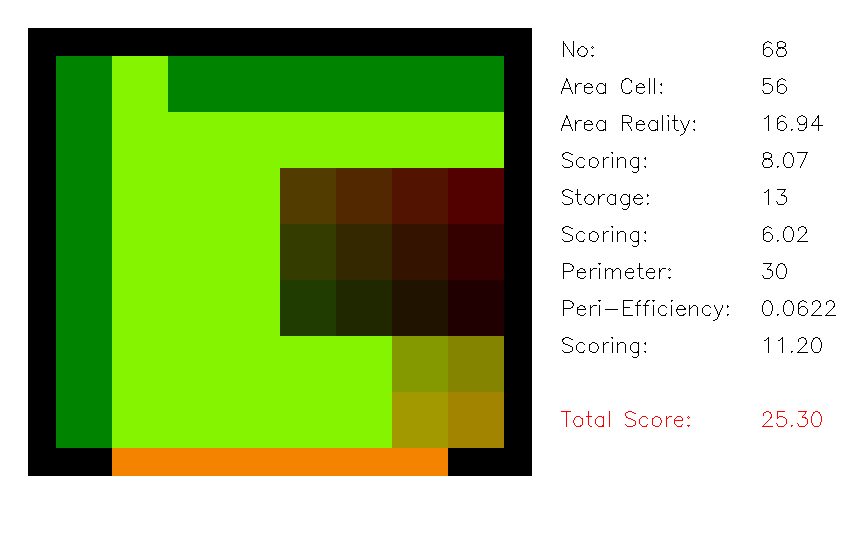 No: 68
Area Cell: 56
Area Reality: 16.94
Scoring: 8.07
Storage: 13
Scoring: 6.02
Perimeter: 30
Peri-Efficiency: 0.0622
Scoring: 11.20
Total Score: 25.30